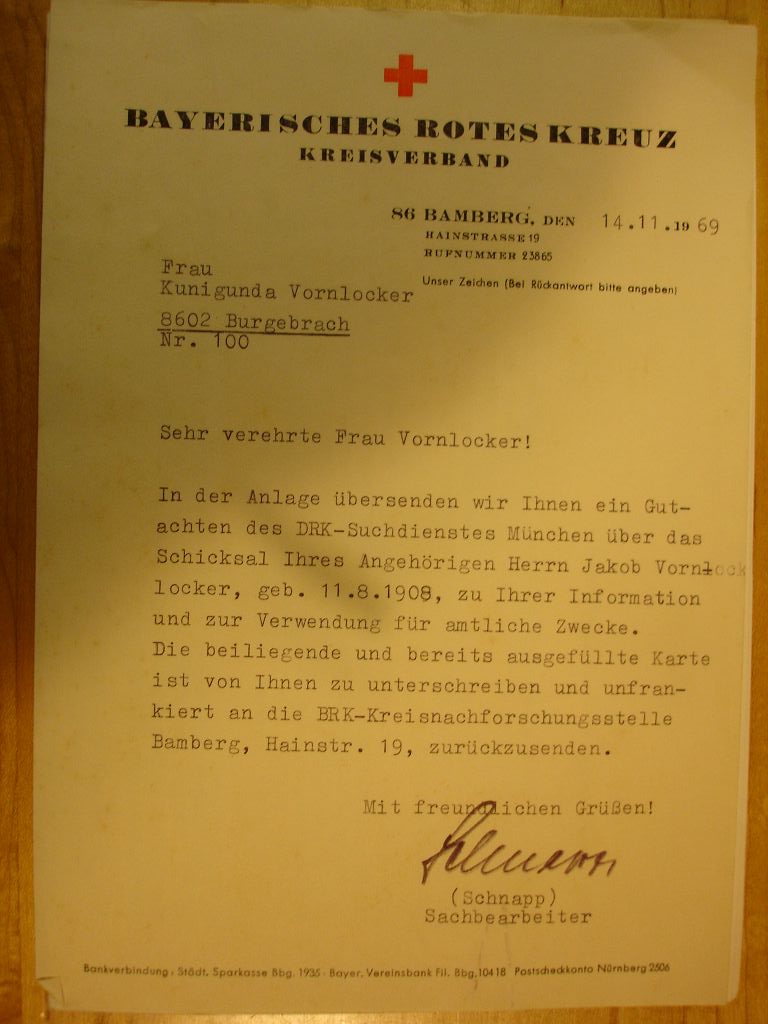 BAYERISCHES ROTES KREUZ
KREISVERBAND
86 BAMBERG, DEN 14.11.1969
HAINSTRASSE 19
RUFNUMMER 23865
Unser Zeichen (Bei Rückantwort bitte angeben)
Frau
Kunigunda Vornlocker
8602 Burgebrach
Nr. 100
Sehr verehrte Frau Vornlocker!
In der Anlage übersenden wir Ihnen ein Gut-
achten des DRK-Suchdienstes München über das
Schicksal Ihres Angehörigen Herrn Jakob Vornlock
locker, geb. 11.8.1908, zu Ihrer Information
und zur Verwendung für amtliche Zwecke.
Die beiliegende und bereits ausgefüllte Karte
ist von Ihnen zu unterschreiben und unfran-
kiert an die BRK-Kreisnachforschungsstelle
Bamberg, Hainstr. 19, zurückzusenden.
Mit freundlichen Grüßen!
(Schnapp)
Sachbearbeiter
Bankverbindung: Städt. Sparkasse Bbg. 1935 · Bayer. Vereinsbank Fil. Bbg. 10418 Postscheckkonto Nürnberg 2506